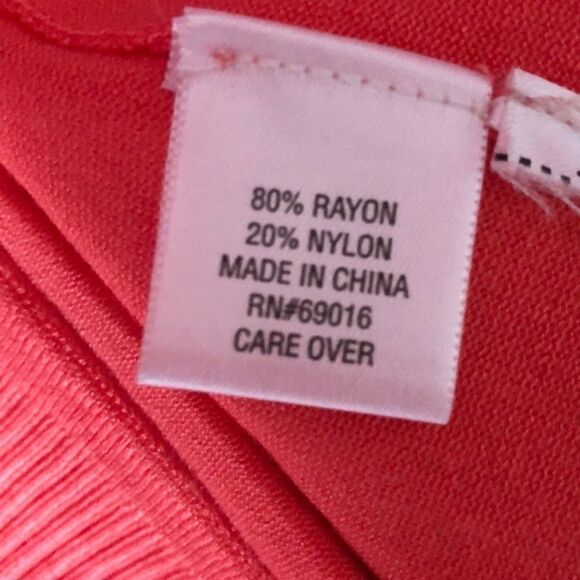 80% RAYON
20% NYLON
MADE IN CHINA
RN#69016
CARE OVER